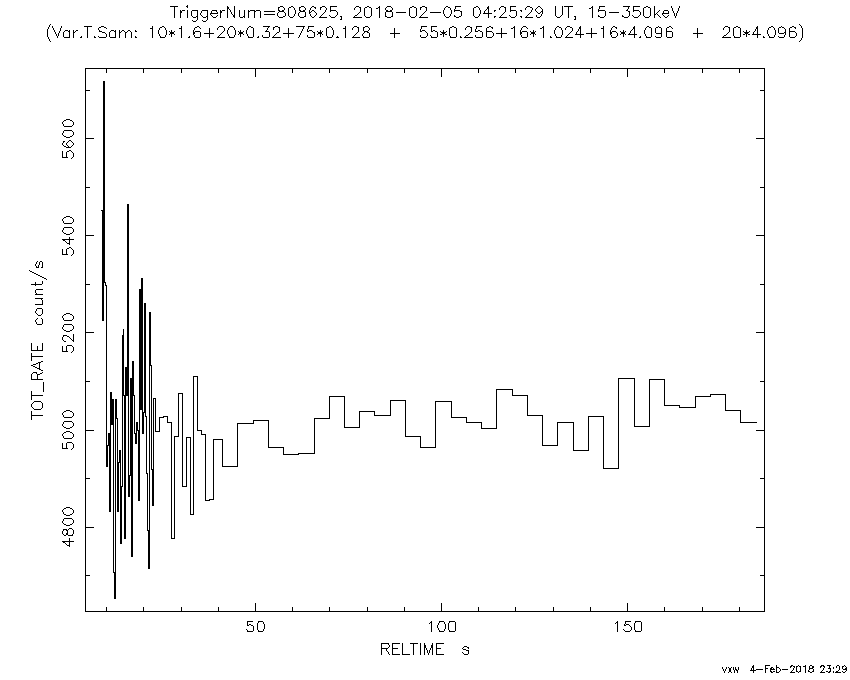 TriggerNum=808625, 2018-02-05 04:25:29 UT, 15-350keV
(Var.T.Sam: 10*1.6+20*0.32+75*0.128 + 55*0.256+16*1.024+16*4.096 + 20*4.096)
5600
5400
5200
5000
4800
TOT_RATE count/s
50 100 150
RELTIME s
vxw 4-Feb-2018 23:29